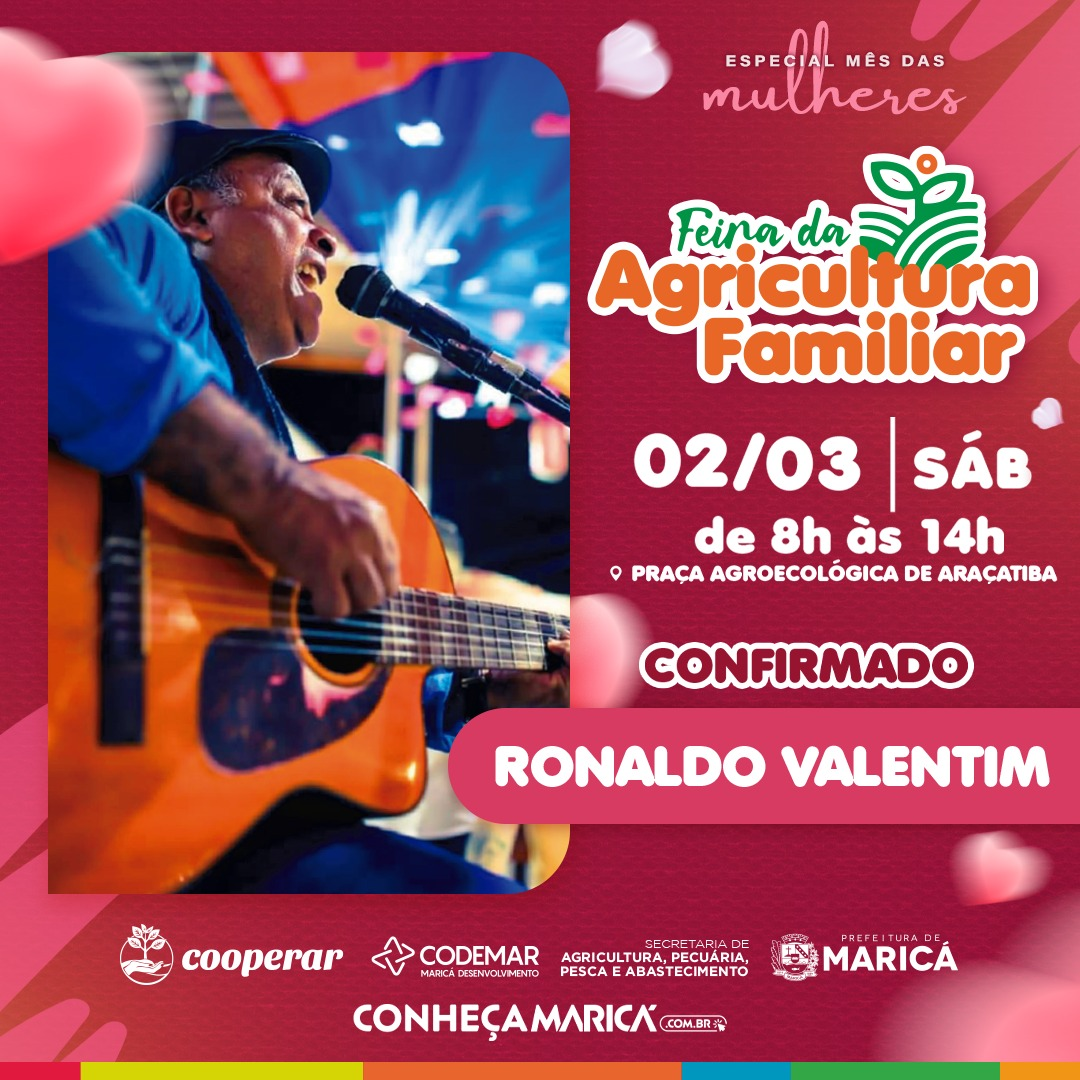 ESPECIAL MÊS DAS
mulheres
Feira da
Agricultura
Familiar
02/03 SÁB
de 8h às 14h
PRAÇA AGROECOLÓGICA DE ARAÇATIBA
CONFIRMADO
RONALDO VALENTIM
cooperar
CODEMAR
MARICÁ DESENVOLVIMENTO
SECRETARIA DE
AGRICULTURA, PECUÁRIA,
PESCA E ABASTECIMENTO
PREFEITURA DE
MARICÁ
CONHEÇAMARICÁ .COM.BR